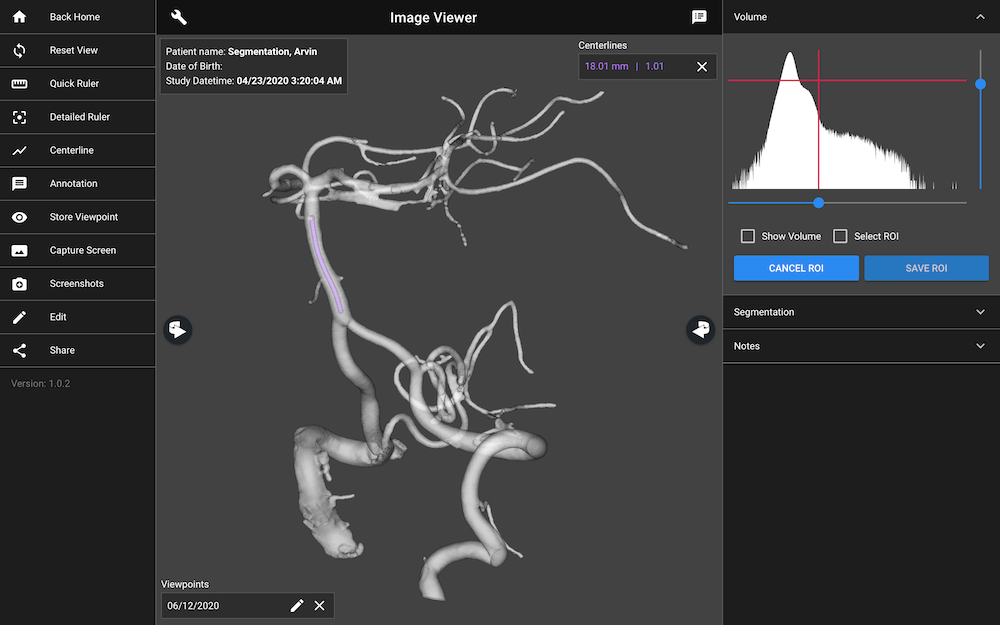 Back Home
Reset View
Quick Ruler
Detailed Ruler
Centerline
Annotation
Store Viewpoint
Capture Screen
Screenshots
Edit
Share
Version: 1.0.2
Image Viewer
Patient name: Segmentation, Arvin
Date of Birth:
Study Datetime: 04/23/2020 3:20:04 AM
Centerlines
18.01 mm | 1.01
Viewpoints
06/12/2020
Volume
Show Volume Select ROI
CANCEL ROI SAVE ROI
Segmentation
Notes